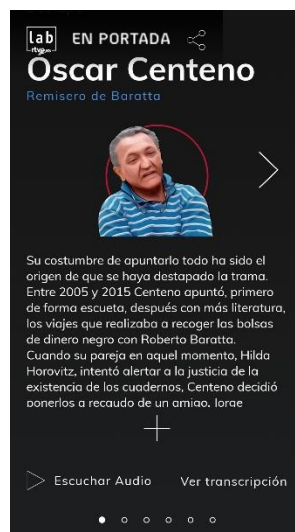 lab
rtve.es
EN PORTADA
Oscar Centeno
Remisero de Baratta
Su costumbre de apuntarlo todo ha sido el
origen de que se haya destapado la trama.
Entre 2005 y 2015 Centeno apuntó, primero
de forma escueta, después con más literatura,
los viajes que realizaba a recoger las bolsas
de dinero negro con Roberto Baratta.
Cuando su pareja en aquel momento, Hilda
Horovitz, intentó alertar a la justicia de la
existencia de los cuadernos, Centeno decidió
ponerlos a recaudo de un amigo, Jorge
Escuchar Audio
Ver transcripción